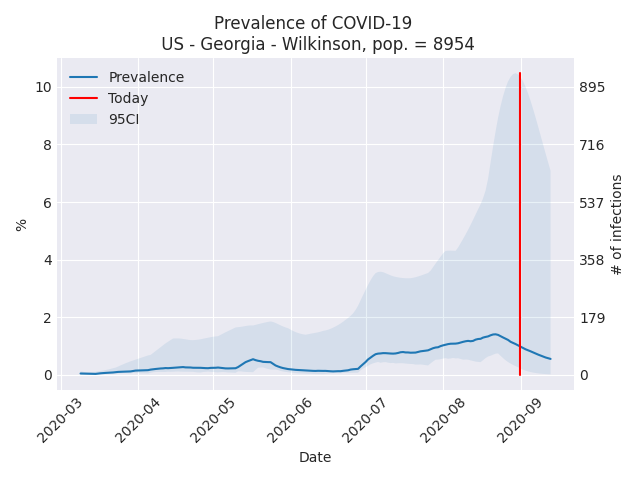 Prevalence of COVID-19
US - Georgia - Wilkinson, pop. = 8954
Prevalence
Today
95CI
10
8
6
4
2
0
%
895
716
537
358
179
0
# of infections
2020-03
2020-04
2020-05
2020-06
2020-07
2020-08
2020-09
Date